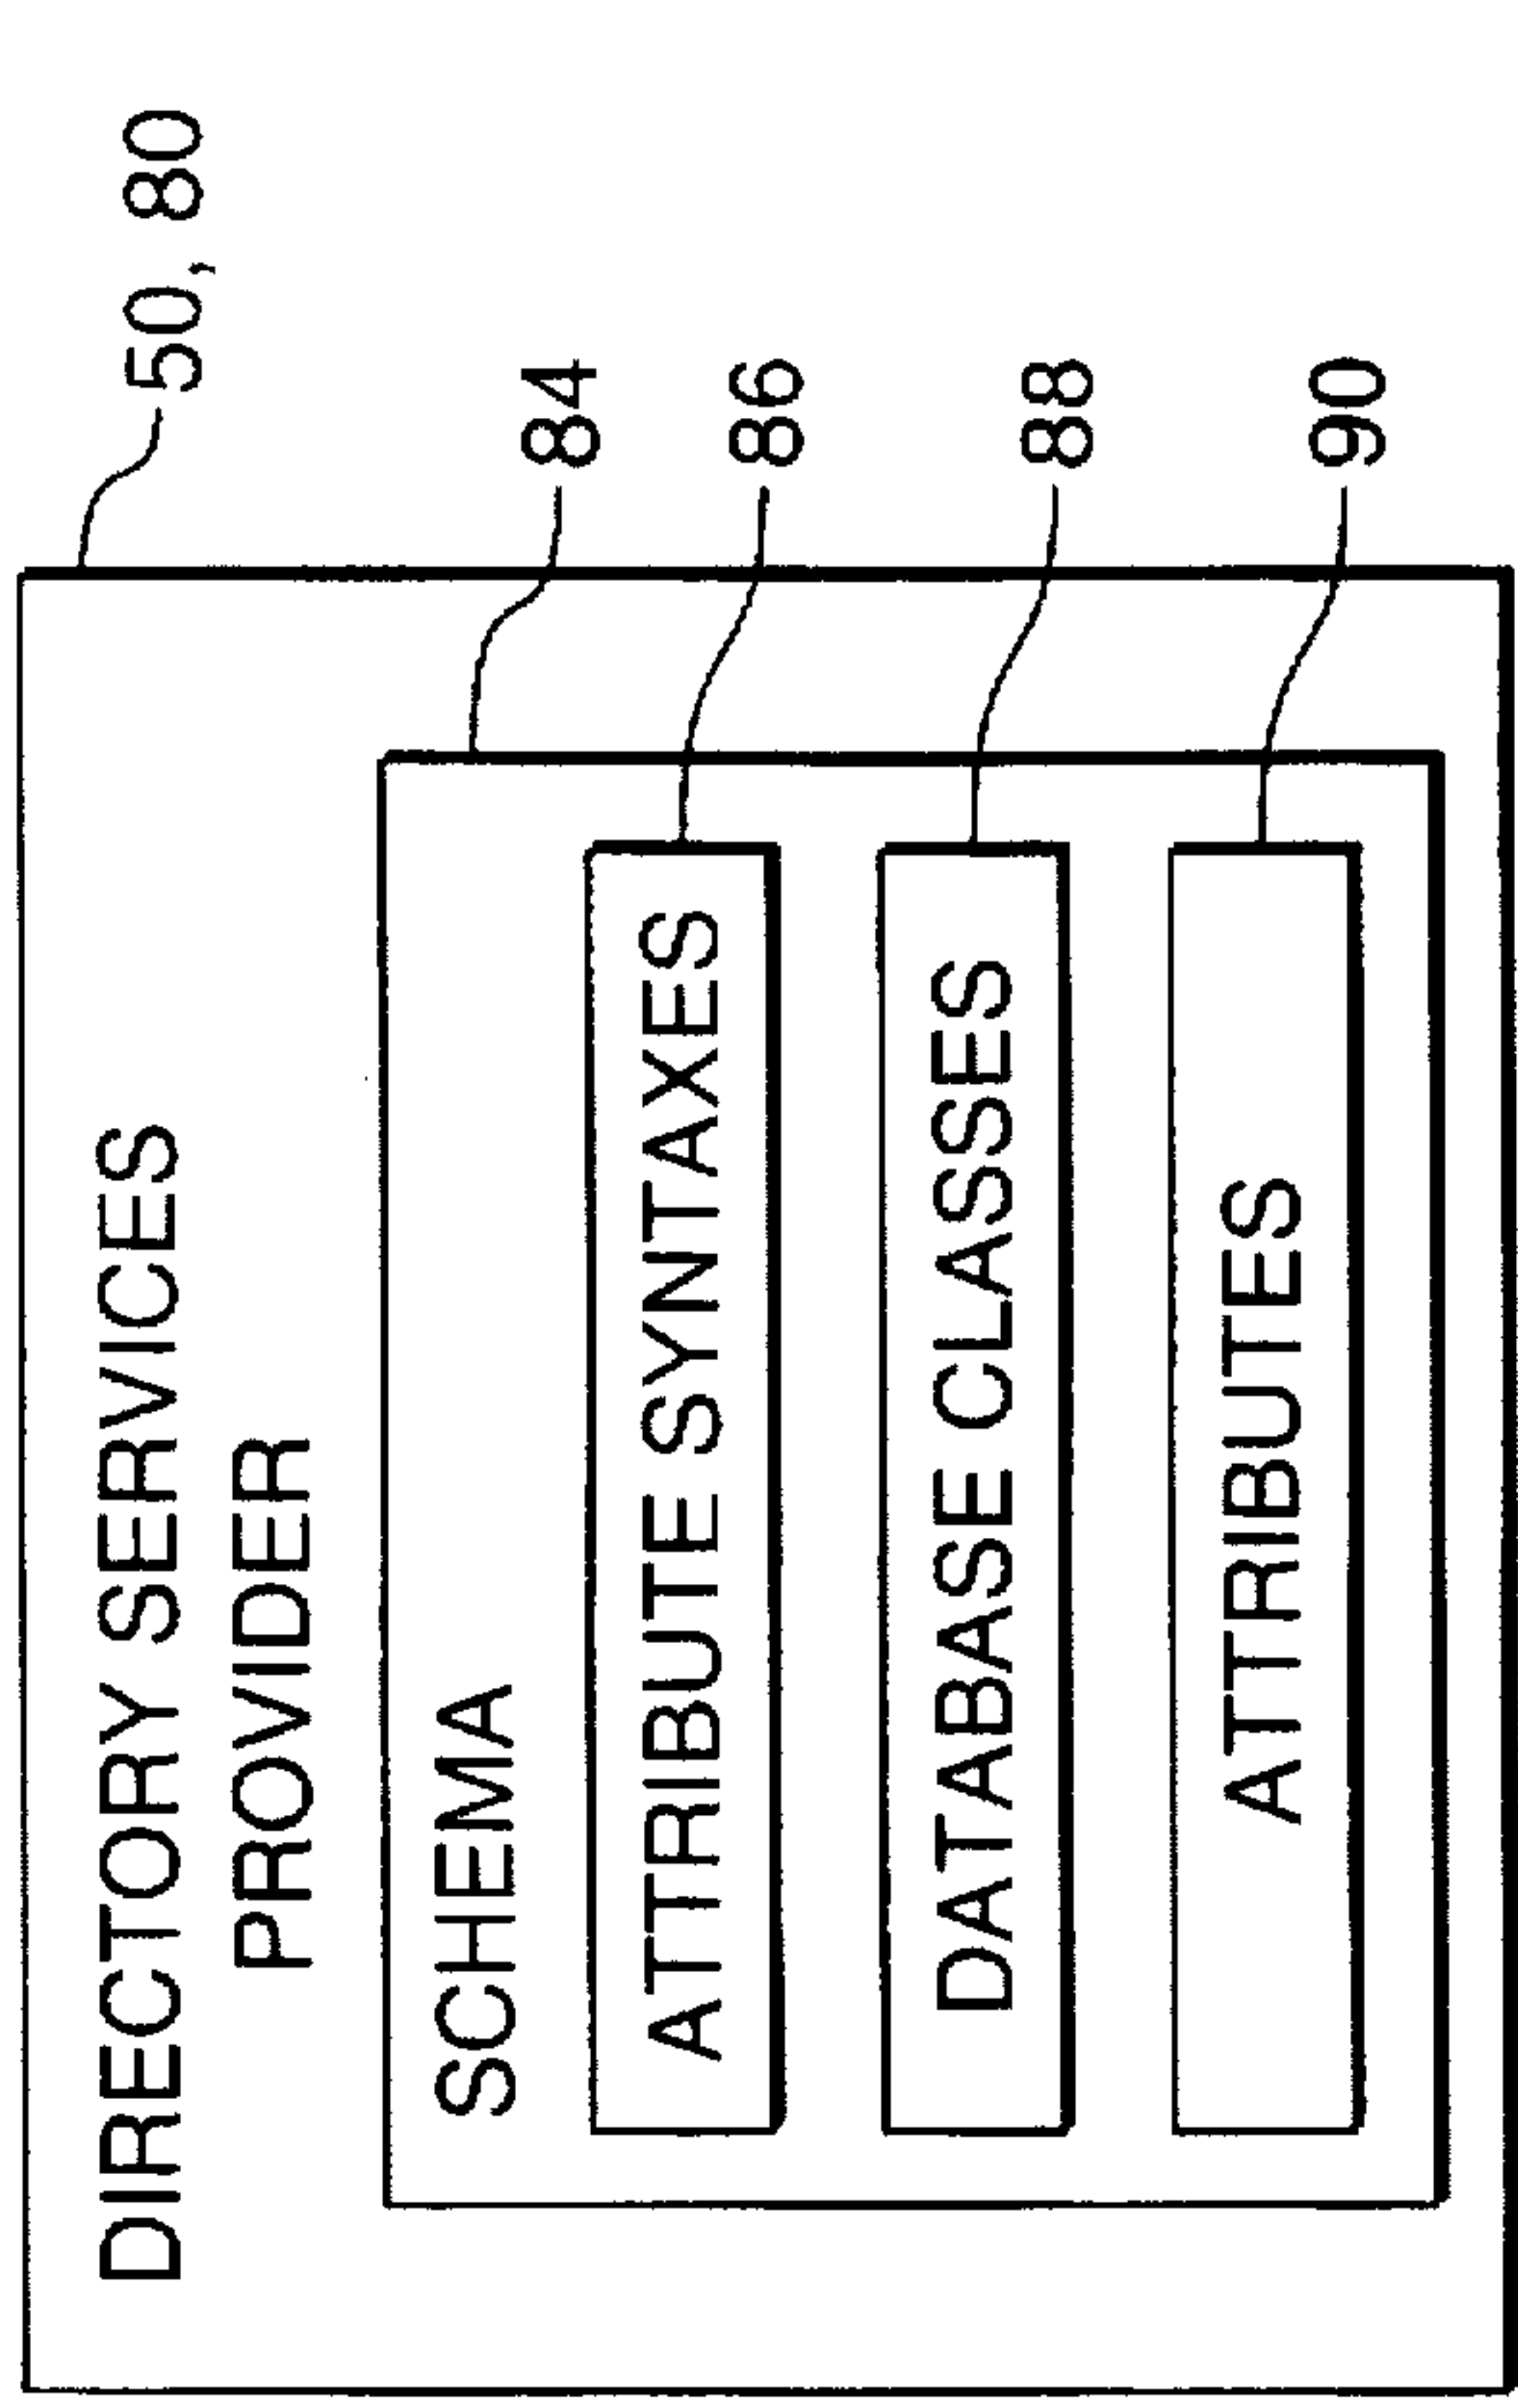 DIRECTORY SERVICES
PROVIDER
50, 80
SCHEMA
84
ATTRIBUTE SYNTAXES
86
DATABASE CLASSES
88
ATTRIBUTES
90